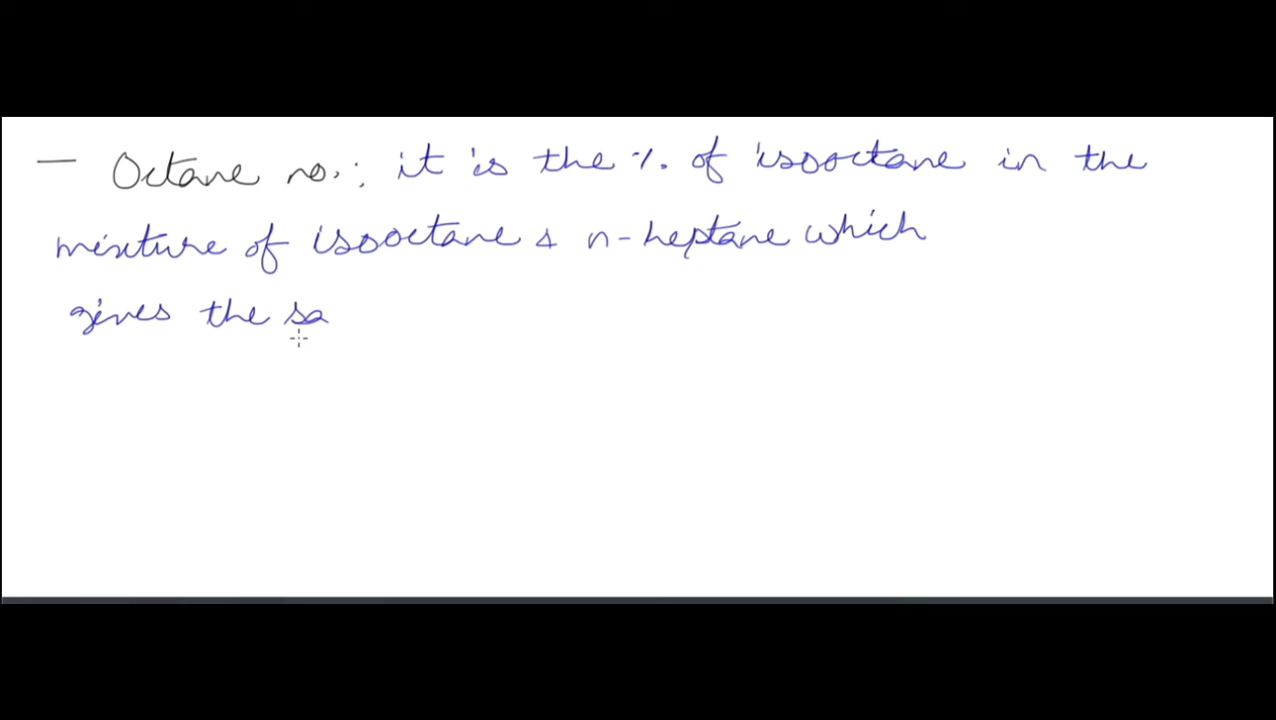 — Octane no.: it is the %. of isooctane in the
mixture of isooctane & n-heptane which
gives the sa